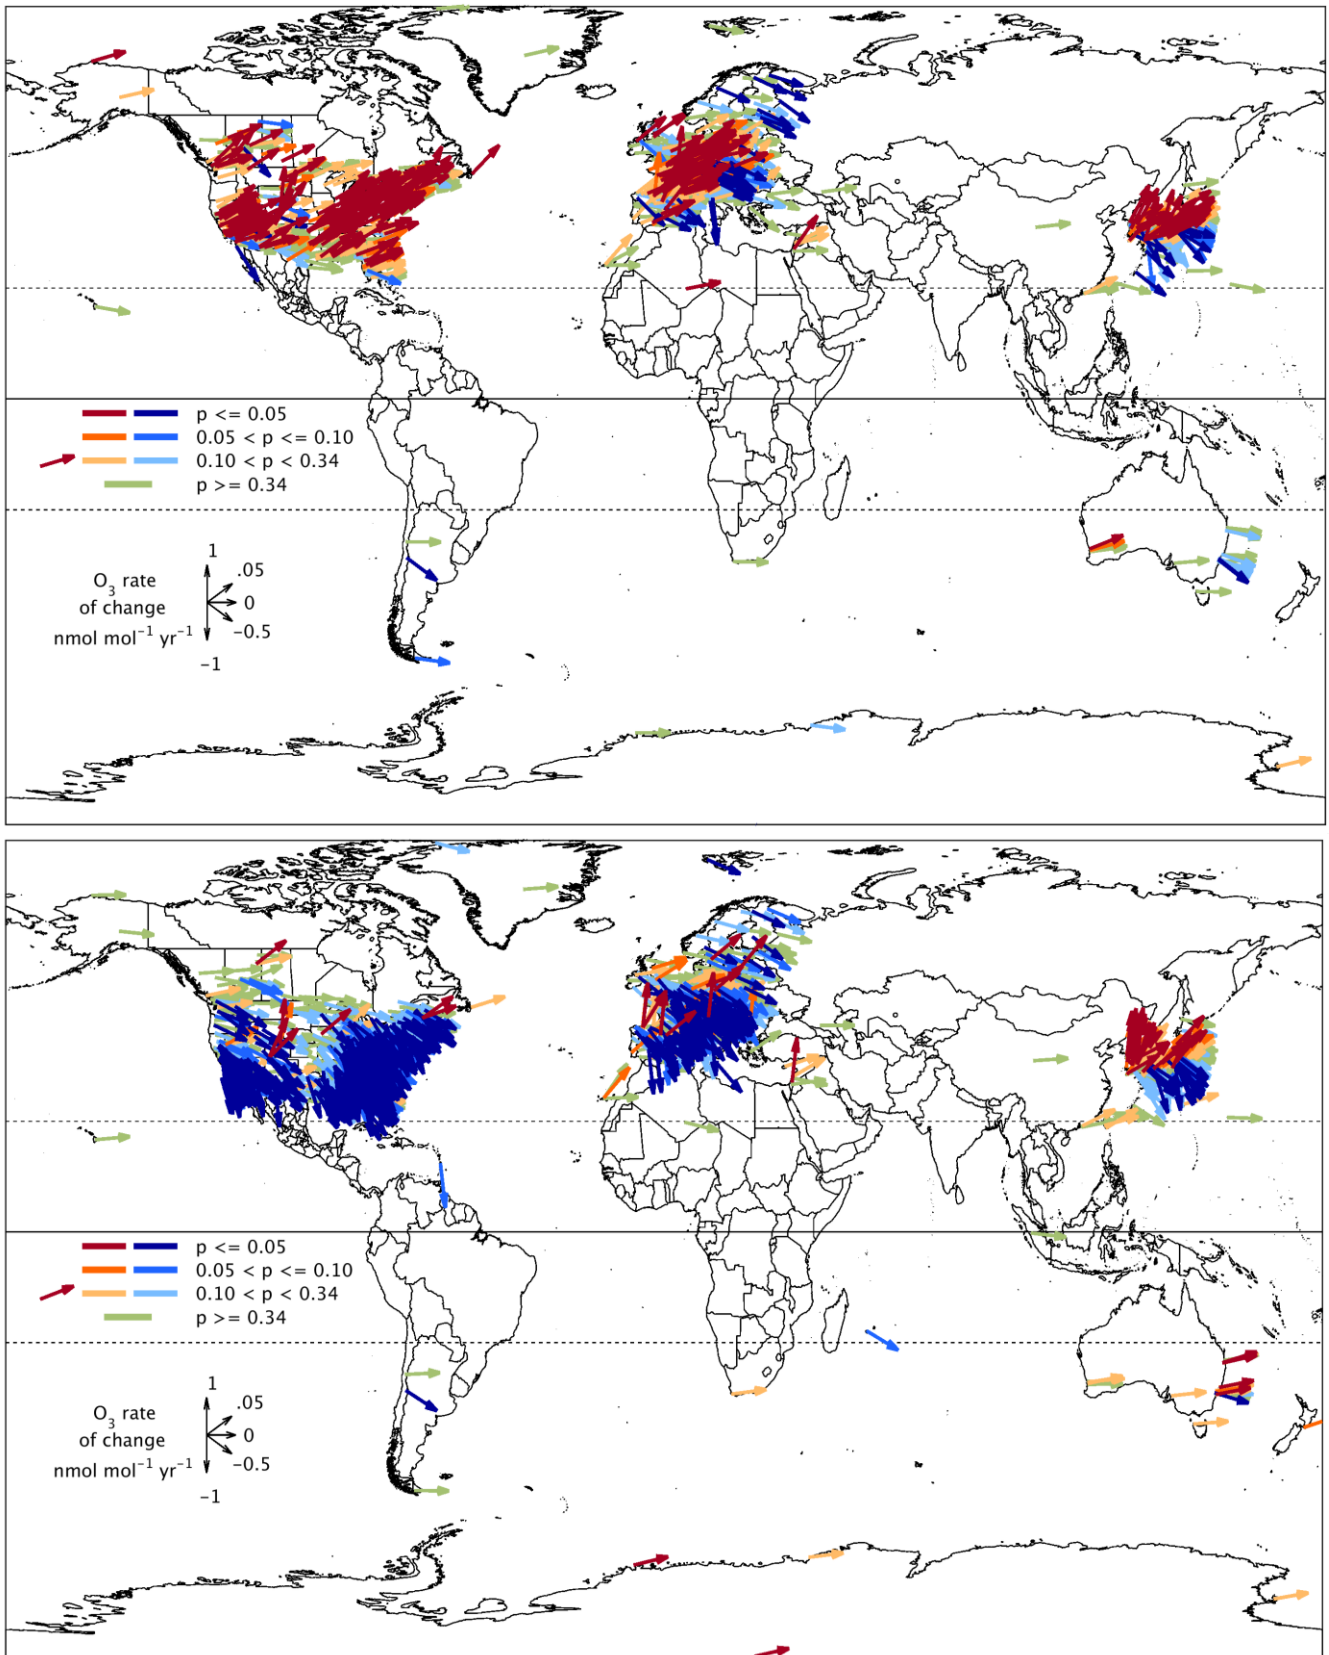 p <= 0.05
0.05 < p <= 0.10
0.10 < p < 0.34
p >= 0.34
1
.05
O₃ rate
of change
0
nmol mol⁻¹ yr⁻¹
−0.5
−1
p <= 0.05
0.05 < p <= 0.10
0.10 < p < 0.34
p >= 0.34
1
.05
O₃ rate
of change
0
nmol mol⁻¹ yr⁻¹
−0.5
−1